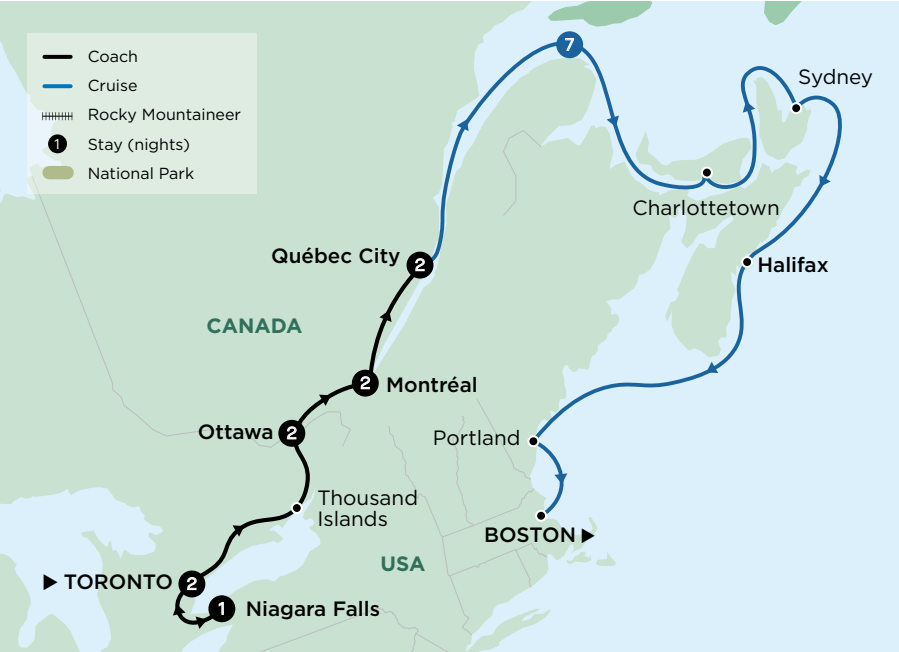 Coach
Cruise
Rocky Mountaineer
1 Stay (nights)
National Park
7
Sydney
Charlottetown
Québec City 2
Halifax
CANADA
2 Montréal
Ottawa 2
Portland
Thousand
Islands
BOSTON
USA
TORONTO 2
1 Niagara Falls